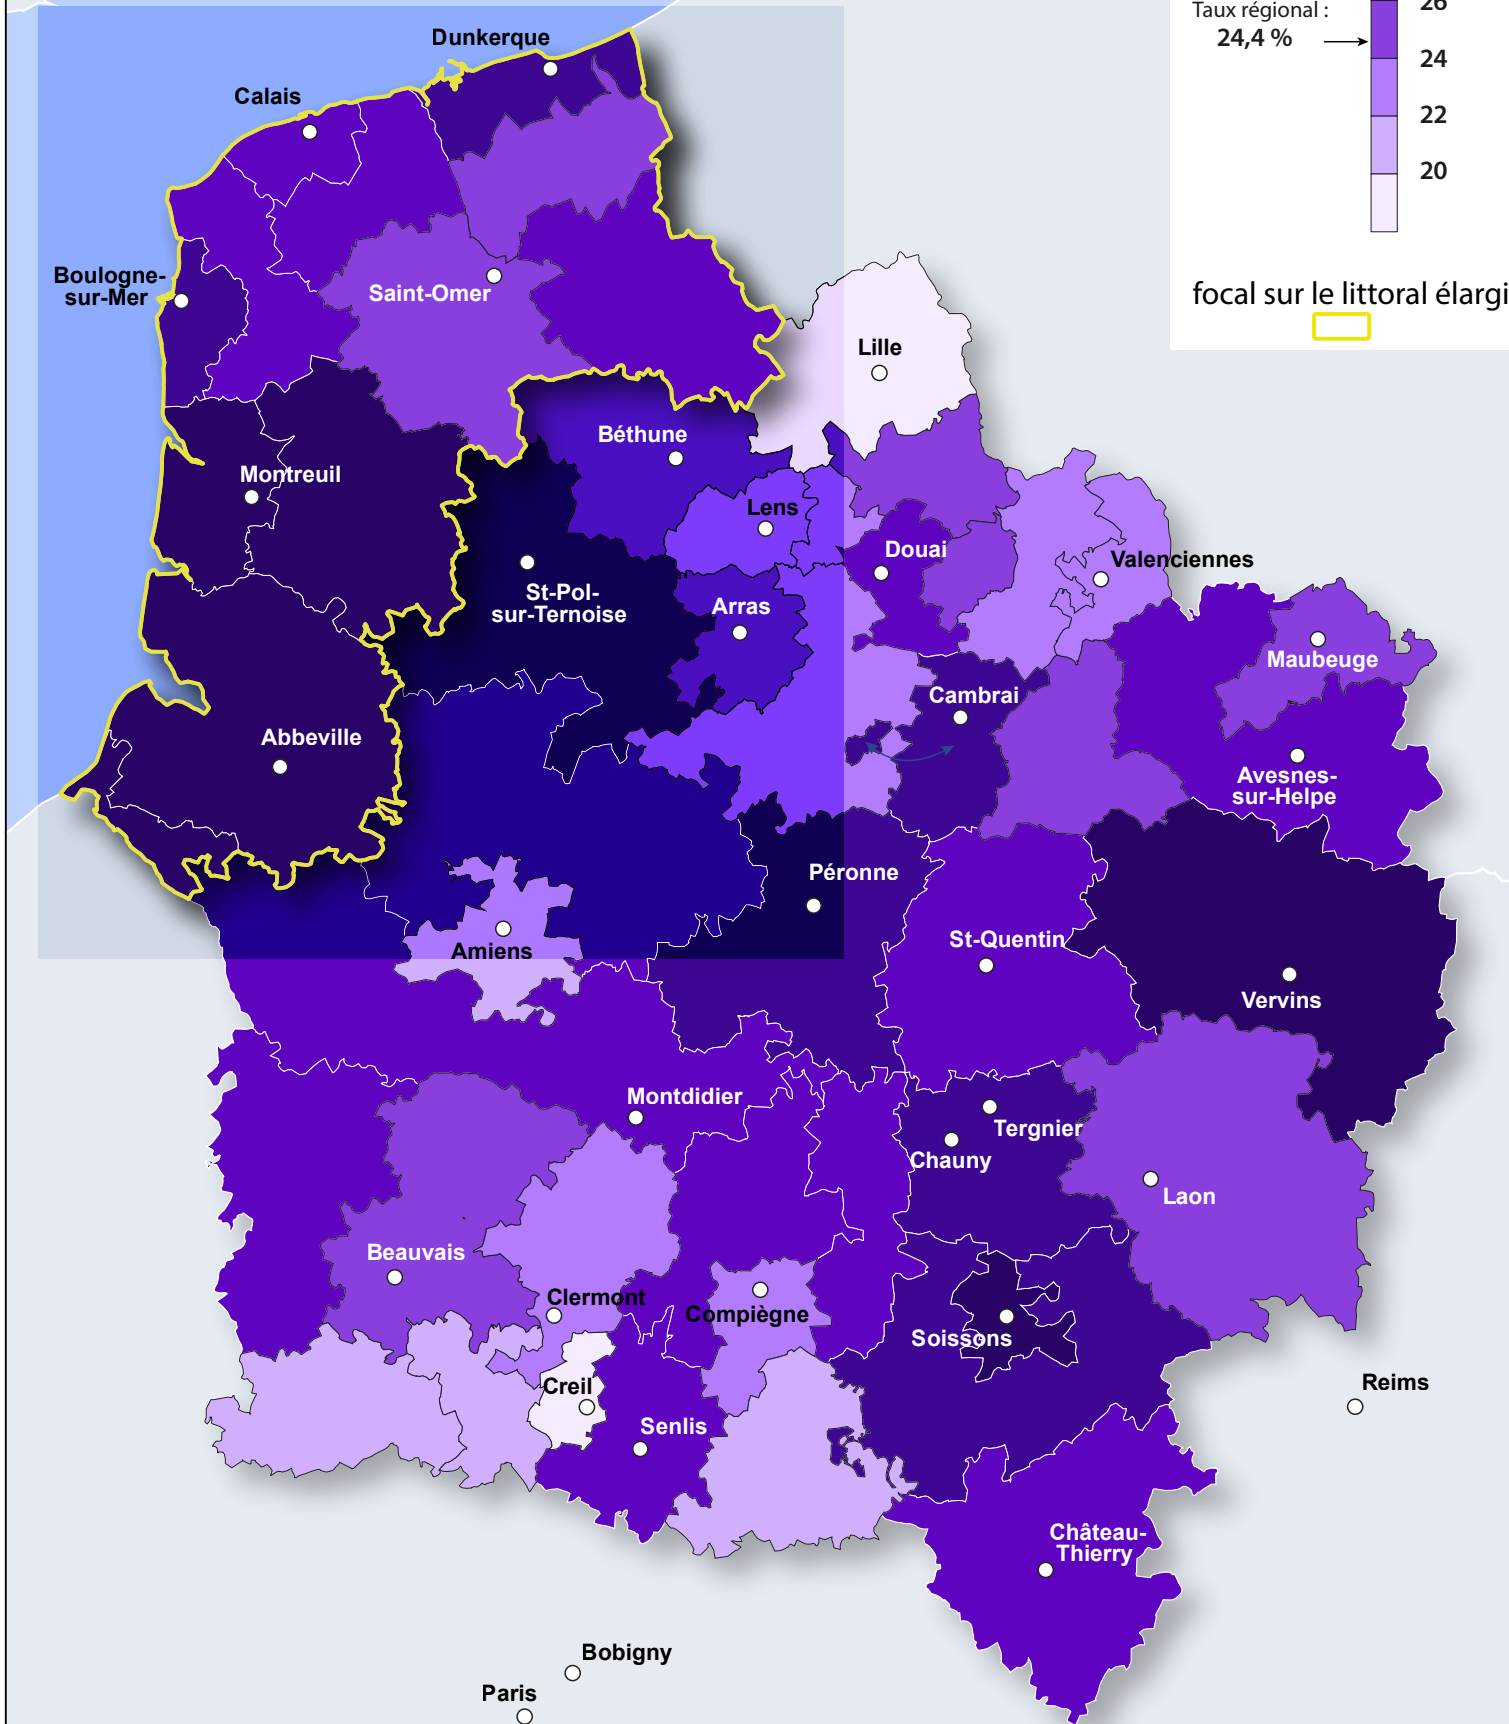 26
Taux régional :
24,4 %
24
22
20
focal sur le littoral élargi
Dunkerque
Calais
Boulogne-
sur-Mer
Saint-Omer
Lille
Béthune
Montreuil
Lens
Douai
Valenciennes
St-Pol-
sur-Ternoise
Arras
Maubeuge
Cambrai
Abbeville
Avesnes-
sur-Helpe
Péronne
St-Quentin
Amiens
Vervins
Montdidier
Tergnier
Chauny
Laon
Beauvais
Clermont
Compiègne
Soissons
Creil
Reims
Senlis
Château-
Thierry
Bobigny
Paris